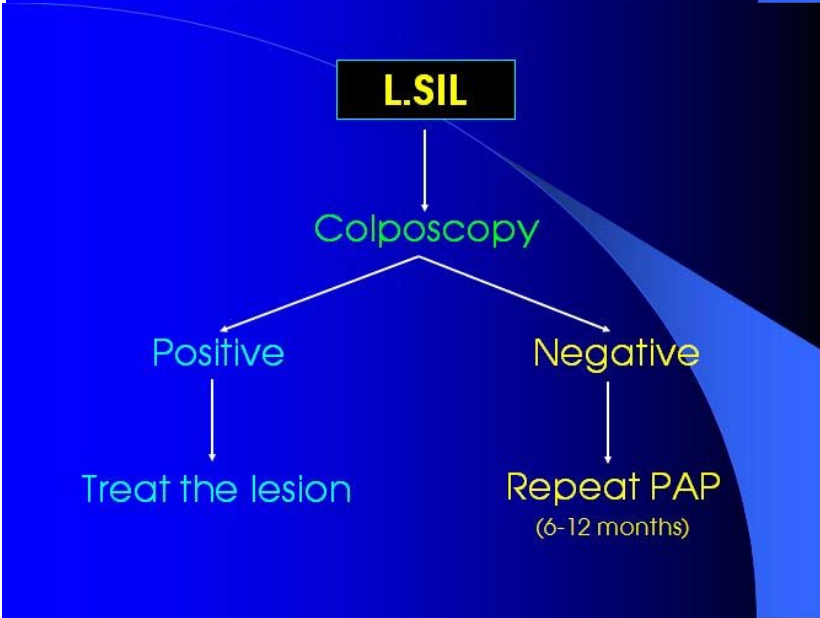 L.SIL
Colposcopy
Positive
Negative
Treat the lesion
Repeat PAP
(6-12 months)